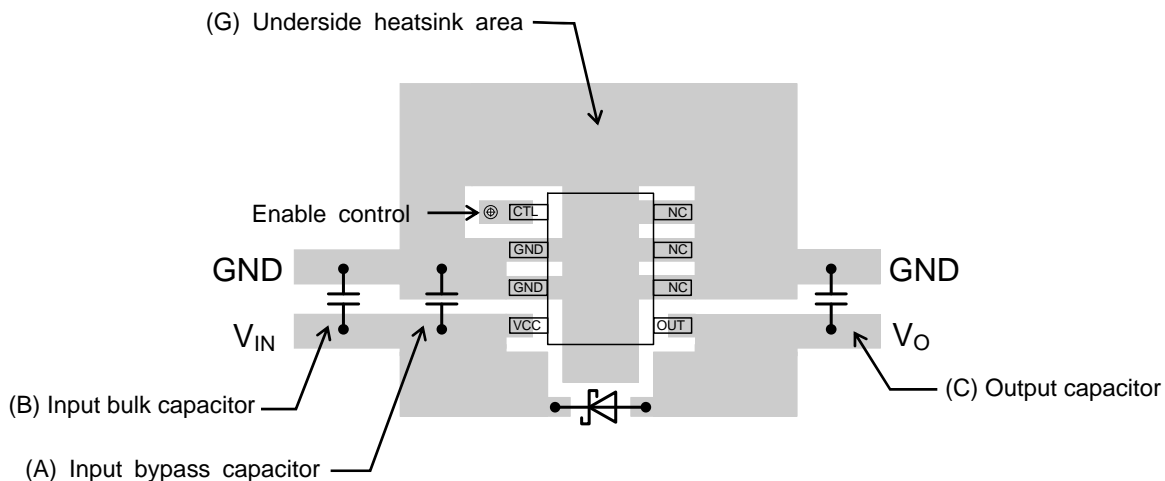 (G) Underside heatsink area
Enable control
CTL
NC
GND
NC
GND
GND
GND
NC
VCC
OUT
VIN
VO
(B) Input bulk capacitor
(C) Output capacitor
(A) Input bypass capacitor